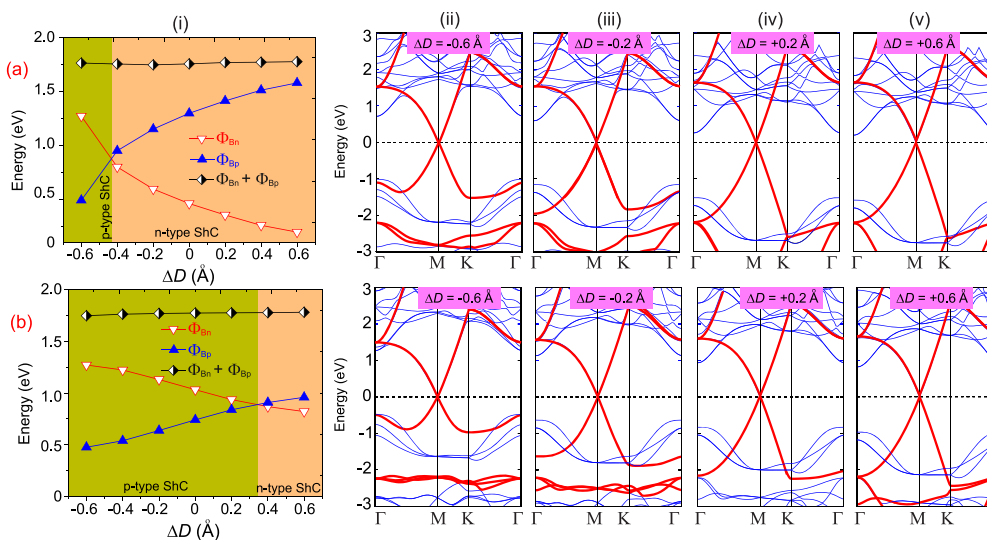 (i) (ii) (iii) (iv) (v)
(a)
2.0
1.5
1.0
0.5
0
Energy (eV)
Φ_Bn
Φ_Bp
Φ_Bn + Φ_Bp
p-type ShC
n-type ShC
-0.6 -0.4 -0.2 0 0.2 0.4 0.6
ΔD (Å)
Energy (eV)
3
2
1
0
-1
-2
-3
ΔD = -0.6 Å
ΔD = -0.2 Å
ΔD = +0.2 Å
ΔD = +0.6 Å
Γ M K Γ
Γ M K Γ
Γ M K Γ
Γ M K Γ
(b)
2.0
1.5
1.0
0.5
0.0
Energy (eV)
Φ_Bn
Φ_Bp
Φ_Bn + Φ_Bp
p-type ShC
n-type ShC
-0.6 -0.4 -0.2 0 0.2 0.4 0.6
ΔD (Å)
Energy (eV)
3
2
1
0
-1
-2
-3
ΔD = -0.6 Å
ΔD = -0.2 Å
ΔD = +0.2 Å
ΔD = +0.6 Å
Γ M K Γ
Γ M K Γ
Γ M K Γ
Γ M K Γ